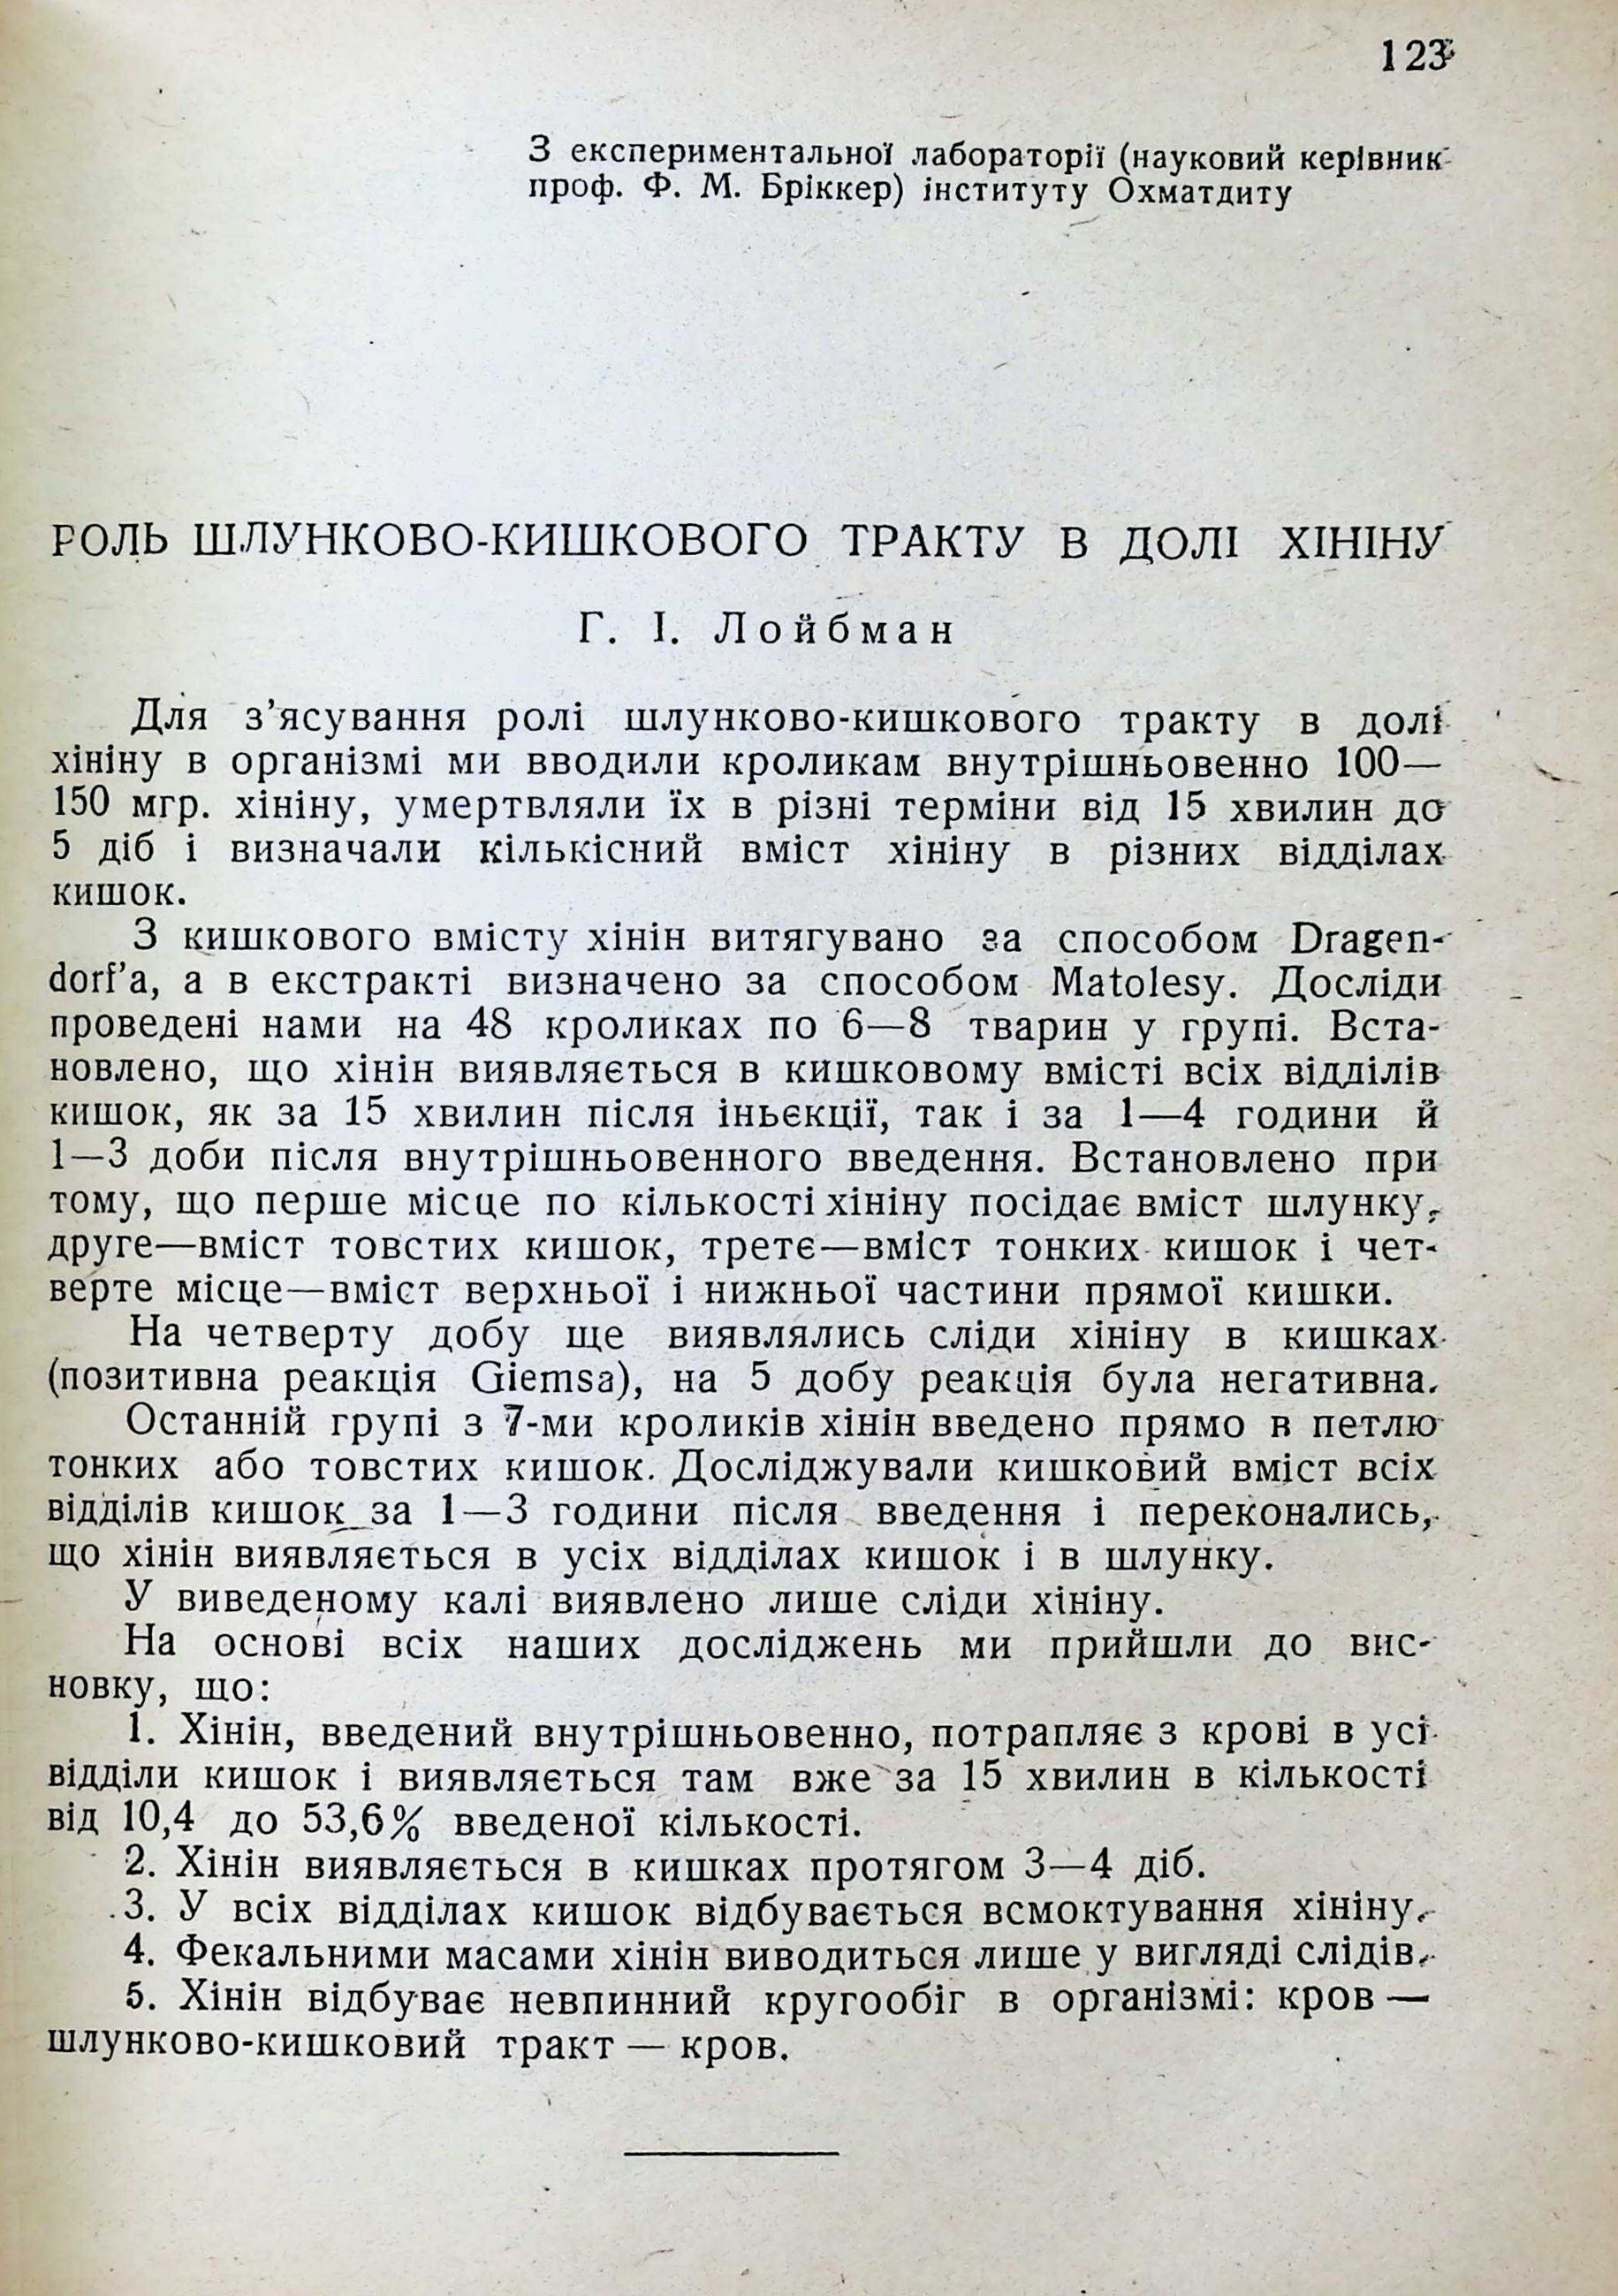 123
З експериментальної лабораторії (науковий керівник
проф. Ф. М. Бріккер) інституту Охматдиту
РОЛЬ ШЛУНКОВО-КИШКОВОГО ТРАКТУ В ДОЛІ ХІНІНУ
Г. І. Лойбман
Для з’ясування ролі шлунково-кишкового тракту в долі
хініну в організмі ми вводили кроликам внутрішньовенно 100—
150 мгр. хініну, умертвляли їх в різні терміни від 15 хвилин до
5 діб і визначали кількісний вміст хініну в різних відділах
кишок.
З кишкового вмісту хінін витягувано за способом Dragen-
dorf’а, а в екстракті визначено за способом Matolesy. Досліди
проведені нами на 48 кроликах по 6—8 тварин у групі. Вста-
новлено, що хінін виявляється в кишковому вмісті всіх відділів
кишок, як за 15 хвилин після іньєкції, так і за 1—4 години й
1—3 доби після внутрішньовенного введення. Встановлено при
тому, що перше місце по кількості хініну посідає вміст шлунку,
друге—вміст товстих кишок, третє—вміст тонких кишок і чет-
верте місце—вміст верхньої і нижньої частини прямої кишки.
На четверту добу ще виявлялись сліди хініну в кишках
(позитивна реакція Giemsa), на 5 добу реакція була негативна.
Останній групі з 7-ми кроликів хінін введено прямо в петлю
тонких або товстих кишок. Досліджували кишковий вміст всіх
відділів кишок за 1—3 години після введення і переконались,
що хінін виявляється в усіх відділах кишок і в шлунку.
У виведеному калі виявлено лише сліди хініну.
На основі всіх наших досліджень ми прийшли до вис-
новку, що:
1. Хінін, введений внутрішньовенно, потрапляє з крові в усі
відділи кишок і виявляється там вже за 15 хвилин в кількості
від 10,4 до 53,6% введеної кількості.
2. Хінін виявляється в кишках протягом 3—4 діб.
3. У всіх відділах кишок відбувається всмоктування хініну.
4. Фекальними масами хінін виводиться лише у вигляді слідів.
5. Хінін відбуває невпинний кругообіг в організмі: кров —
шлунково-кишковий тракт — кров.